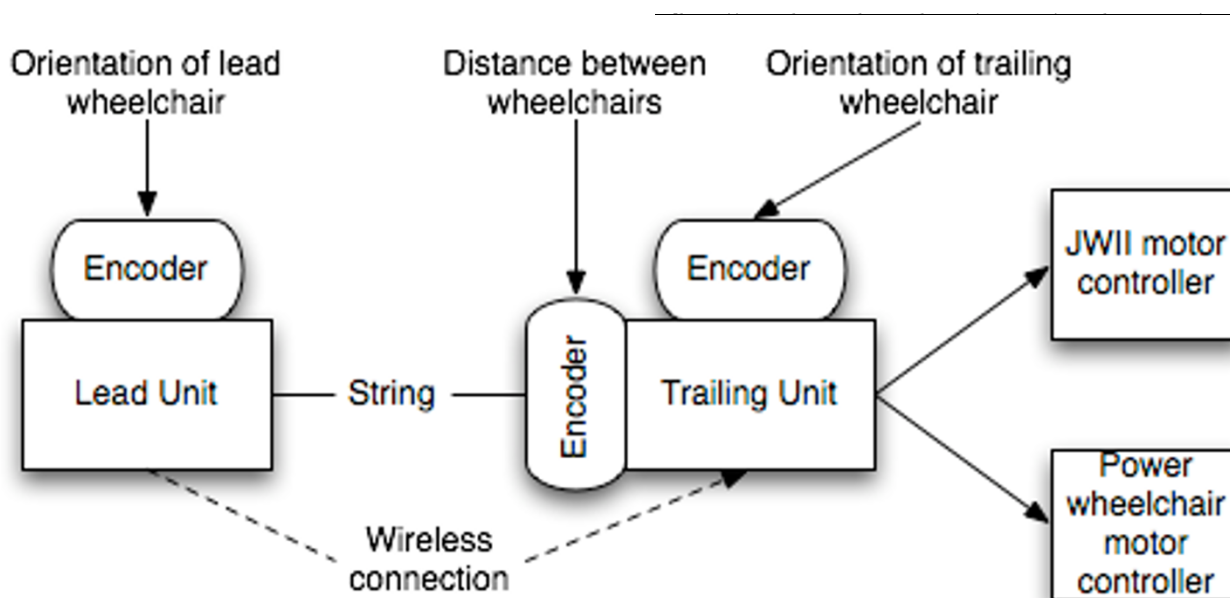 Orientation of lead
wheelchair
Distance between
wheelchairs
Orientation of trailing
wheelchair
Encoder
Encoder
JWII motor
controller
Lead Unit
String
Encoder
Trailing Unit
Power
wheelchair
motor
controller
Wireless
connection